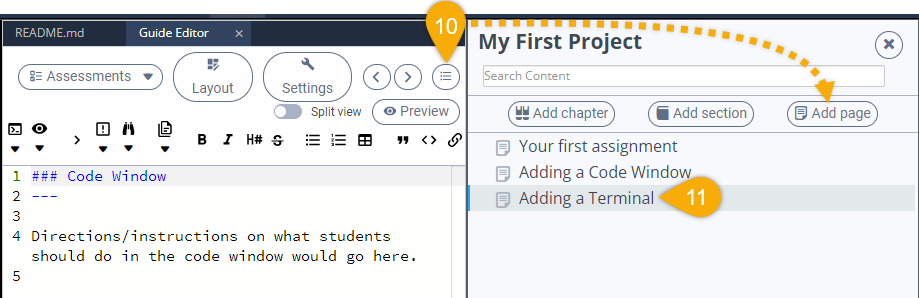 README.md
Guide Editor ×
10
Assessments
Layout
Settings
Split view
Preview
B I H# S
1 ### Code Window
2 ---
3
4 Directions/instructions on what students
should do in the code window would go here.
5
My First Project
Search Content
Add chapter
Add section
Add page
Your first assignment
Adding a Code Window
Adding a Terminal
11